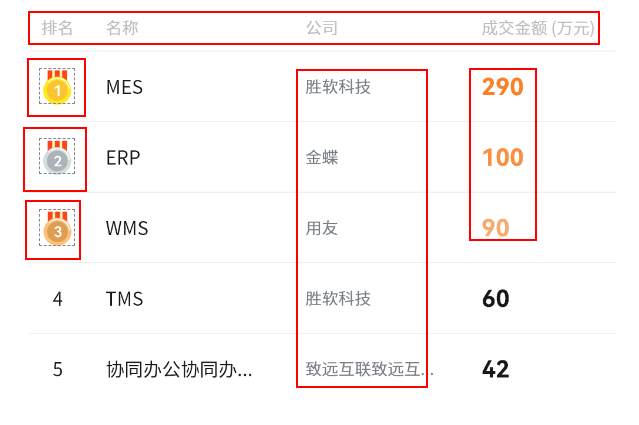 排名 名称 公司 成交金额 (万元)
1 MES 胜软科技 290
2 ERP 金蝶 100
3 WMS 用友 90
4 TMS 胜软科技 60
5 协同办公协同办... 致远互联致远互...
42